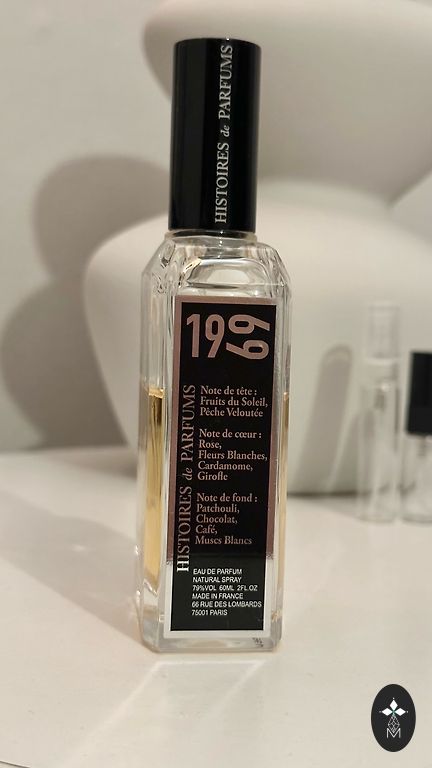 HISTOIRES de PARFUMS
1969
HISTOIRES de PARFUMS
Note de tête :
Fruits du Soleil,
Pêche Veloutée
Note de cœur :
Rose,
Fleurs Blanches,
Cardamome,
Girofle
Note de fond :
Patchouli,
Chocolat,
Café,
Muscs Blancs
EAU DE PARFUM
NATURAL SPRAY
79%VOL 60ML 2FL.OZ
MADE IN FRANCE
66 RUE DES LOMBARDS
75001 PARIS
M